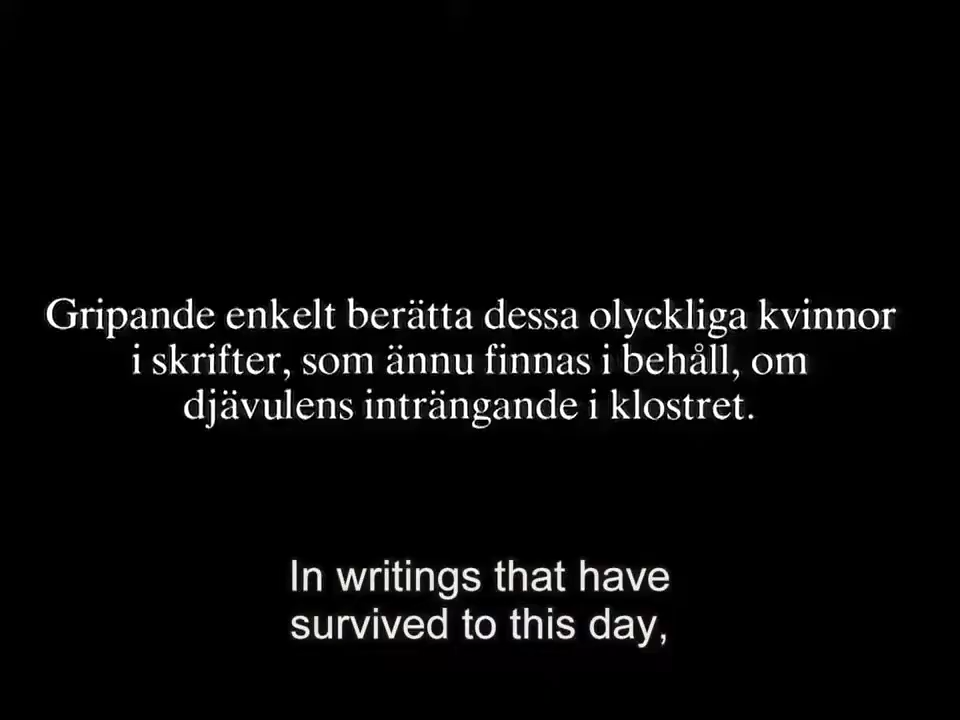 Gripande enkelt berätta dessa olyckliga kvinnor
i skrifter, som ännu finnas i behåll, om
djävulens inträngande i klostret.
In writings that have
survived to this day,